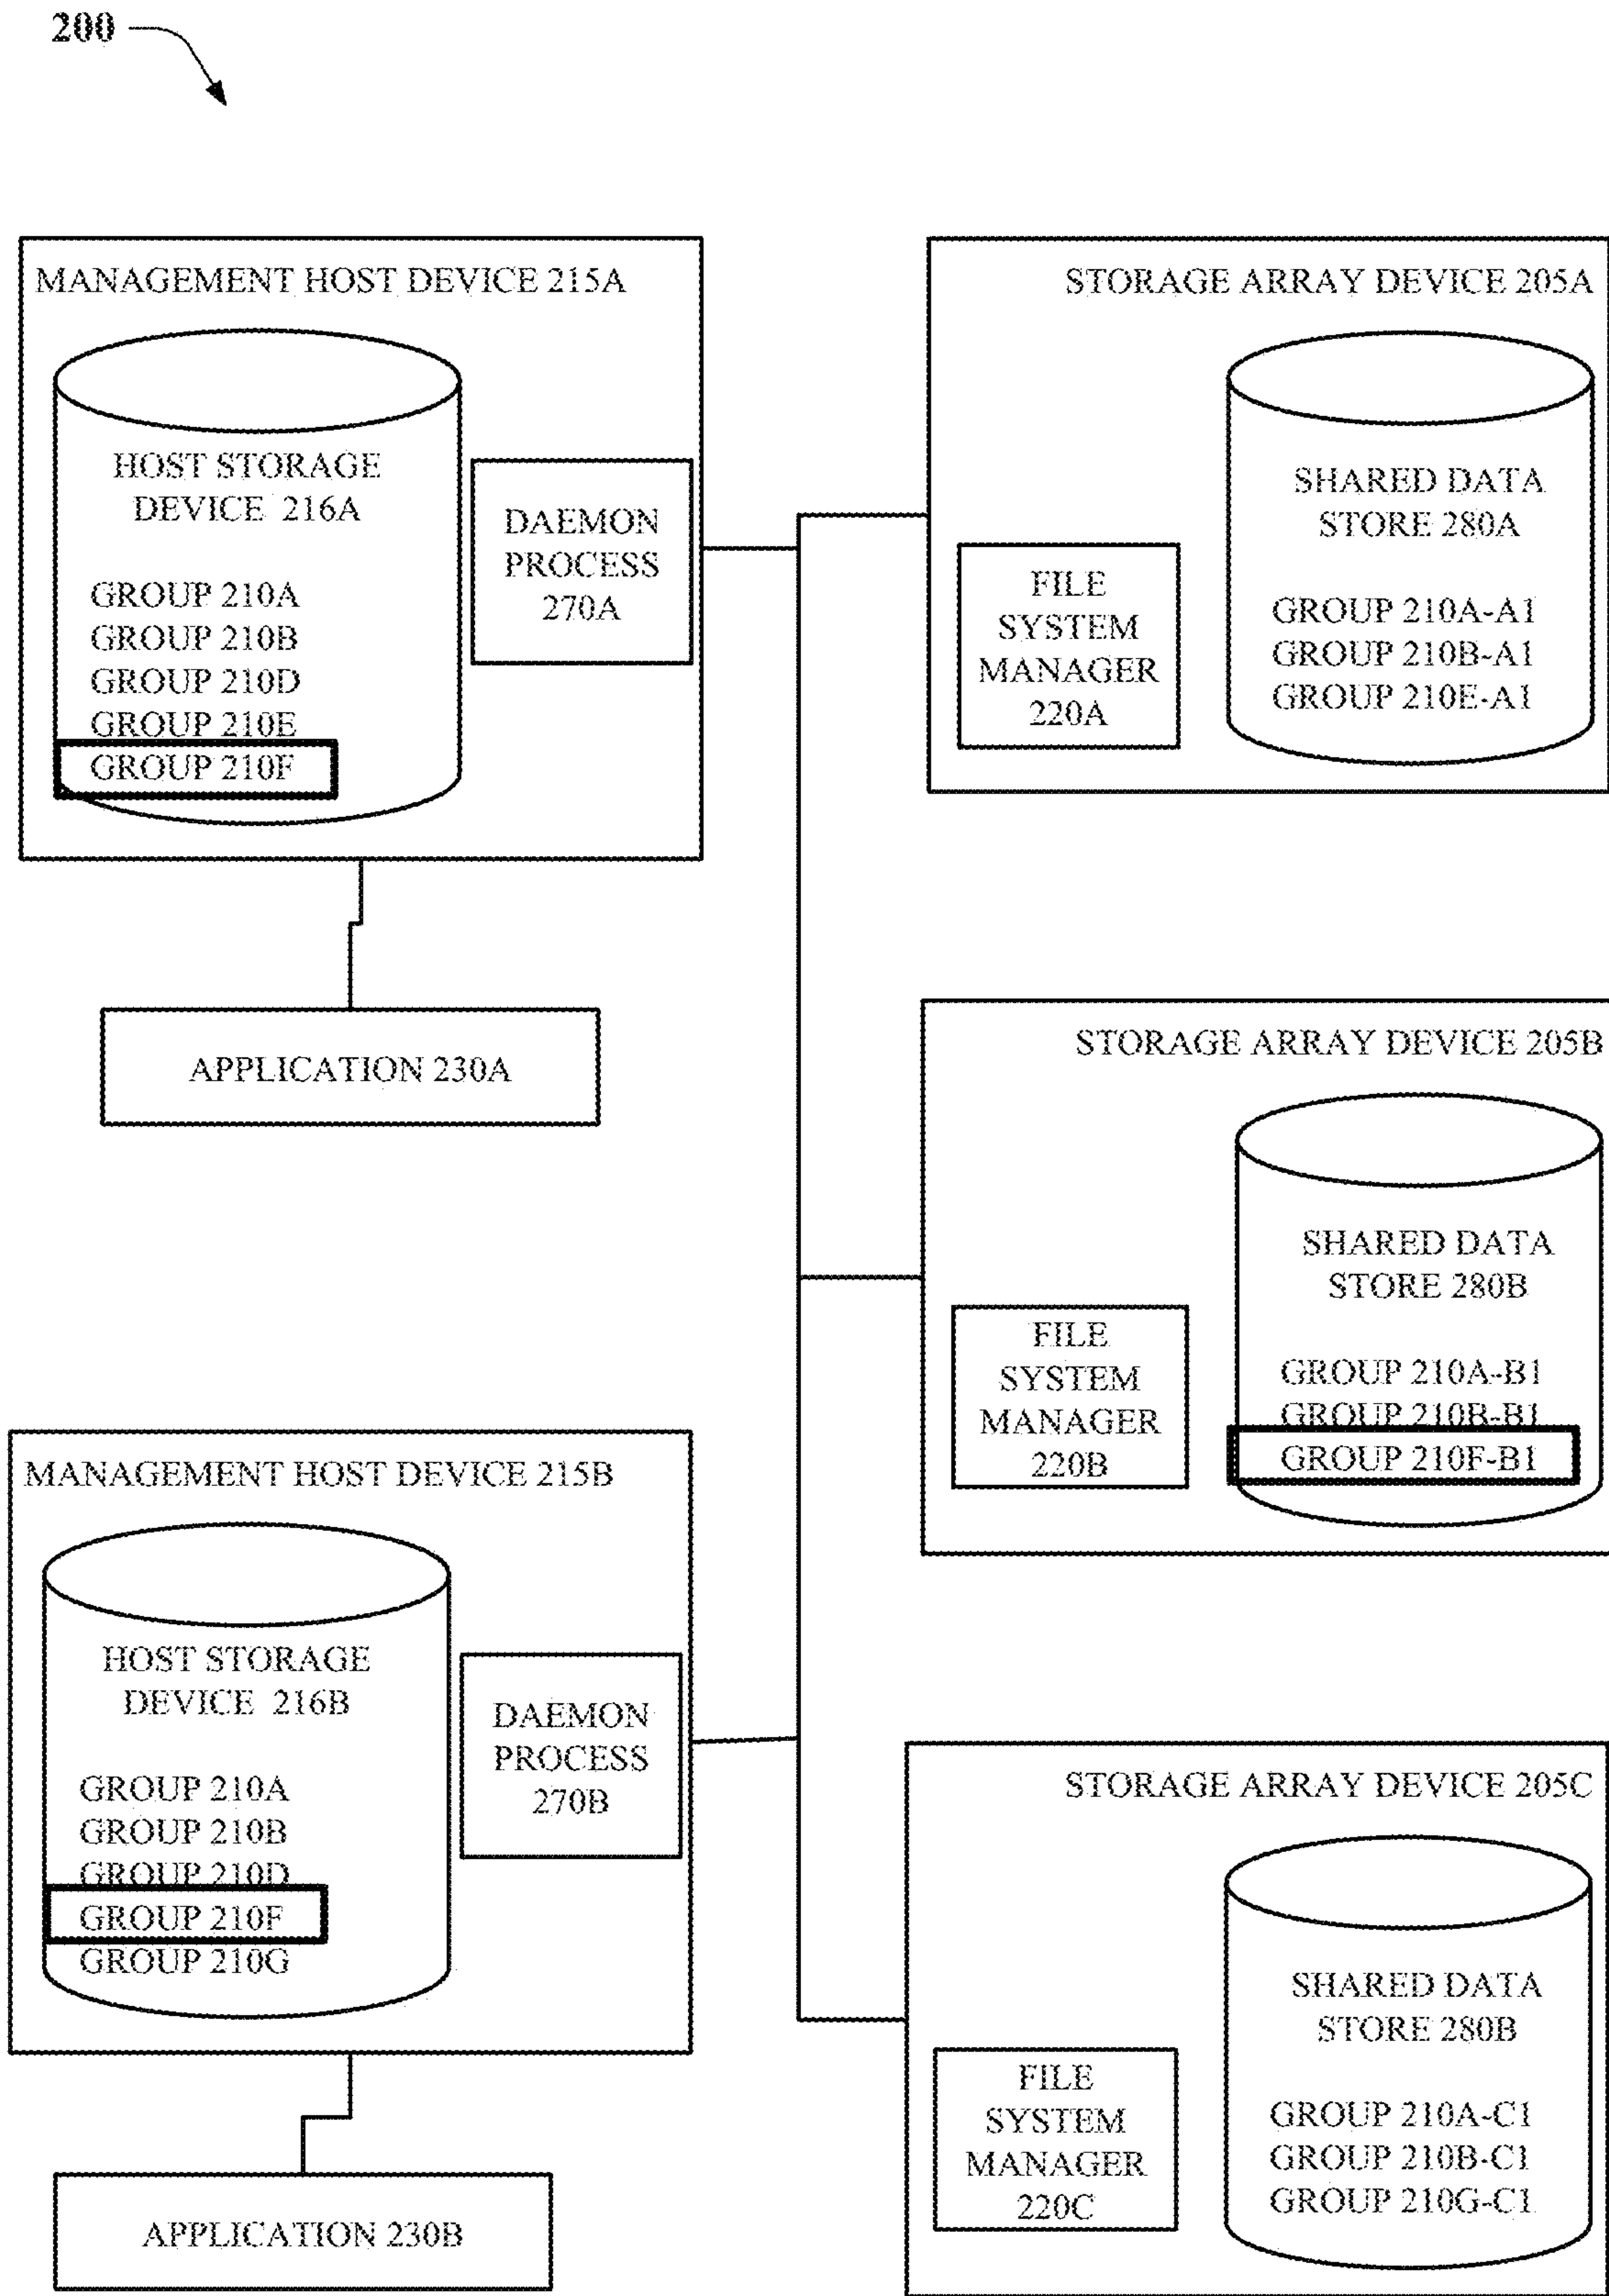 200
MANAGEMENT HOST DEVICE 215A
HOST STORAGE
DEVICE 216A
GROUP 210A
GROUP 210B
GROUP 210D
GROUP 210E
GROUP 210F
DAEMON
PROCESS
270A
APPLICATION 230A
STORAGE ARRAY DEVICE 205A
FILE
SYSTEM
MANAGER
220A
SHARED DATA
STORE 280A
GROUP 210A-A1
GROUP 210B-A1
GROUP 210E-A1
STORAGE ARRAY DEVICE 205B
FILE
SYSTEM
MANAGER
220B
SHARED DATA
STORE 280B
GROUP 210A-B1
GROUP 210B-B1
GROUP 210F-B1
MANAGEMENT HOST DEVICE 215B
HOST STORAGE
DEVICE 216B
GROUP 210A
GROUP 210B
GROUP 210D
GROUP 210F
GROUP 210G
DAEMON
PROCESS
270B
APPLICATION 230B
STORAGE ARRAY DEVICE 205C
FILE
SYSTEM
MANAGER
220C
SHARED DATA
STORE 280B
GROUP 210A-C1
GROUP 210B-C1
GROUP 210G-C1